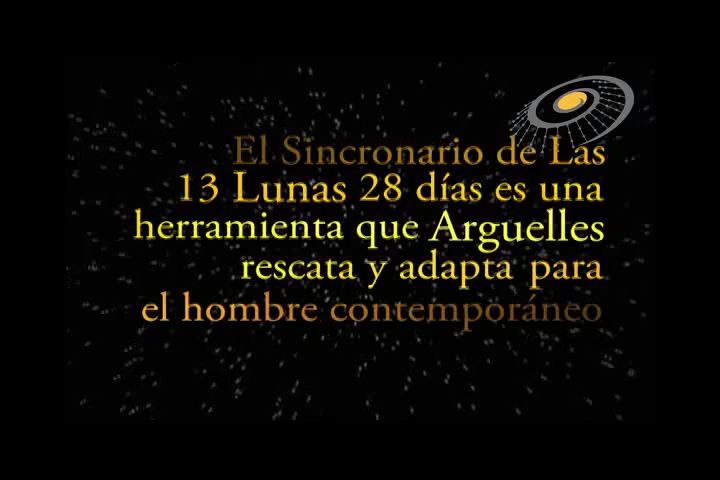 El Sincronario de Las
13 Lunas 28 días es una
herramienta que Arguelles
rescata y adapta para
el hombre contemporáneo